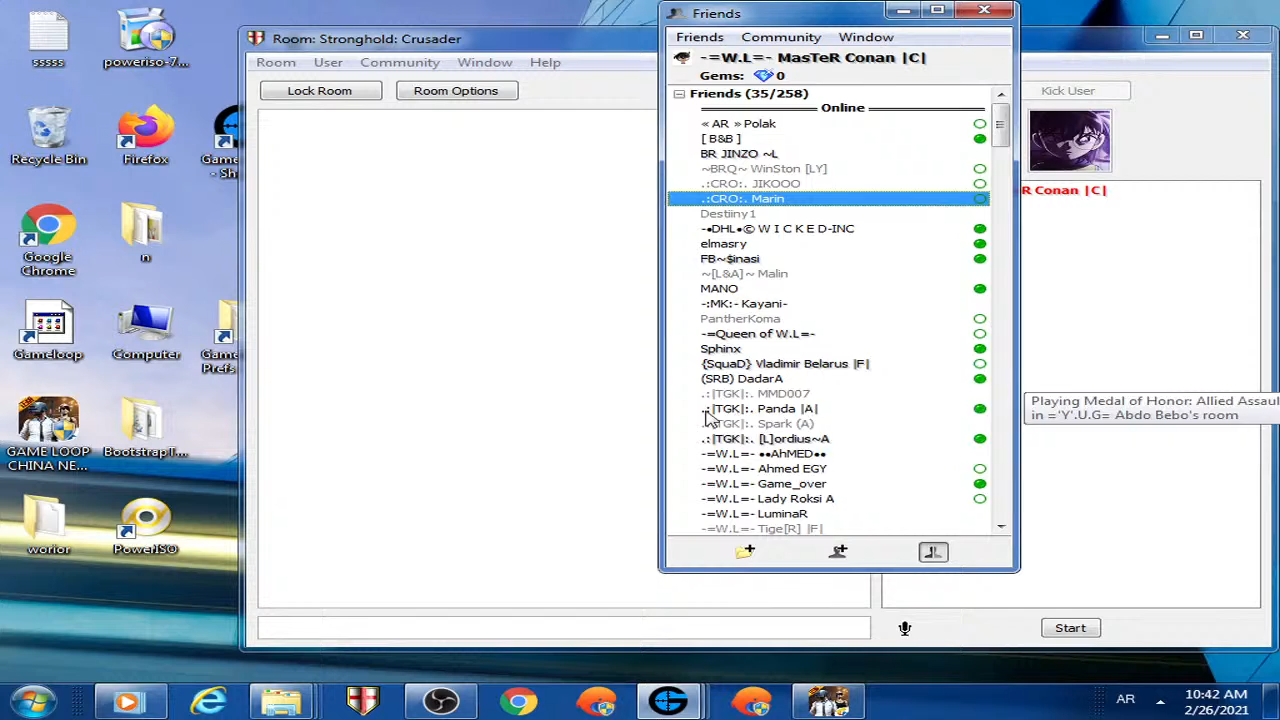 sssss
poweriso-7...
Recycle Bin
Firefox
Google
Chrome
n
Gameloop
Computer
GAME LOOP
CHINA NE...
BootstrapT...
worior
PowerISO
Room: Stronghold: Crusader
Room User Community Window Help
Lock Room
Room Options
Kick User
R Conan |C|
Start
Friends
Friends Community Window
-=W.L=- MasTeR Conan |C|
Gems: 0
Friends (35/258)
Online
« AR » Polak
[ B&B ]
BR JINZO ~L
~BRQ~ WinSton [LY]
.:CRO:. JIKOOO
.:CRO:. Marin
Destiiny1
-•DHL•© W I C K E D-INC
elmasry
FB~$inasi
~[L&A]~ Malin
MANO
-:MK:- Kayani-
PantherKoma
-=Queen of W.L=-
Sphinx
{SquaD} Vladimir Belarus |F|
(SRB) DadarA
.:|TGK|:. MMD007
.:|TGK|:. Panda |A|
TGK|:. Spark (A)
.:|TGK|:. [L]ordius~A
-=W.L=- ••AhMED••
-=W.L=- Ahmed EGY
-=W.L=- Game_over
-=W.L=- Lady Roksi A
-=W.L=- LuminaR
-=W.L=- Tige[R] |F|
Playing Medal of Honor: Allied Assaul
in ='Y'.U.G= Abdo Bebo's room
AR
10:42 AM
2/26/2021